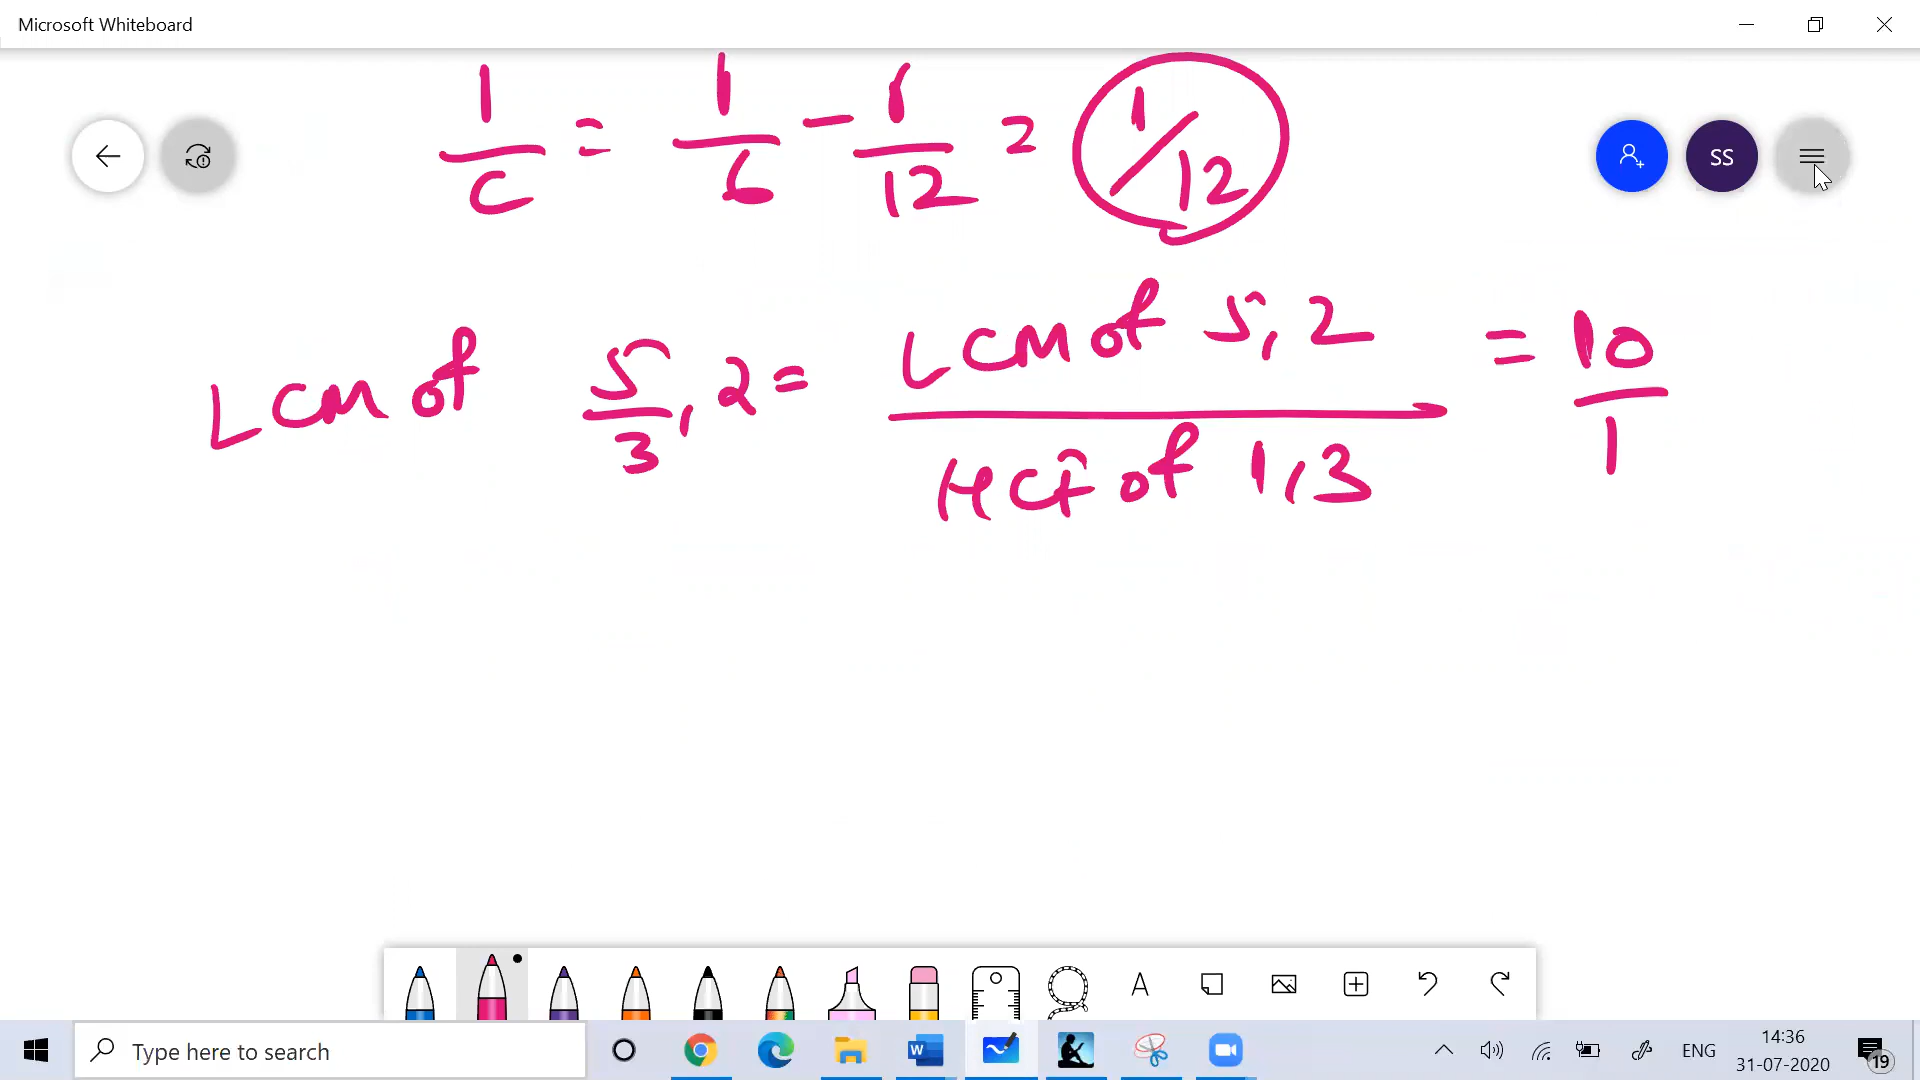 Microsoft Whiteboard
1/C = 1/6 - 1/12 = 1/12
SS
LCM of 5/3, 2 = LCM of 5, 2 / HCF of 1, 3 = 10/1
A
Type here to search
W
ENG
14:36
31-07-2020
19